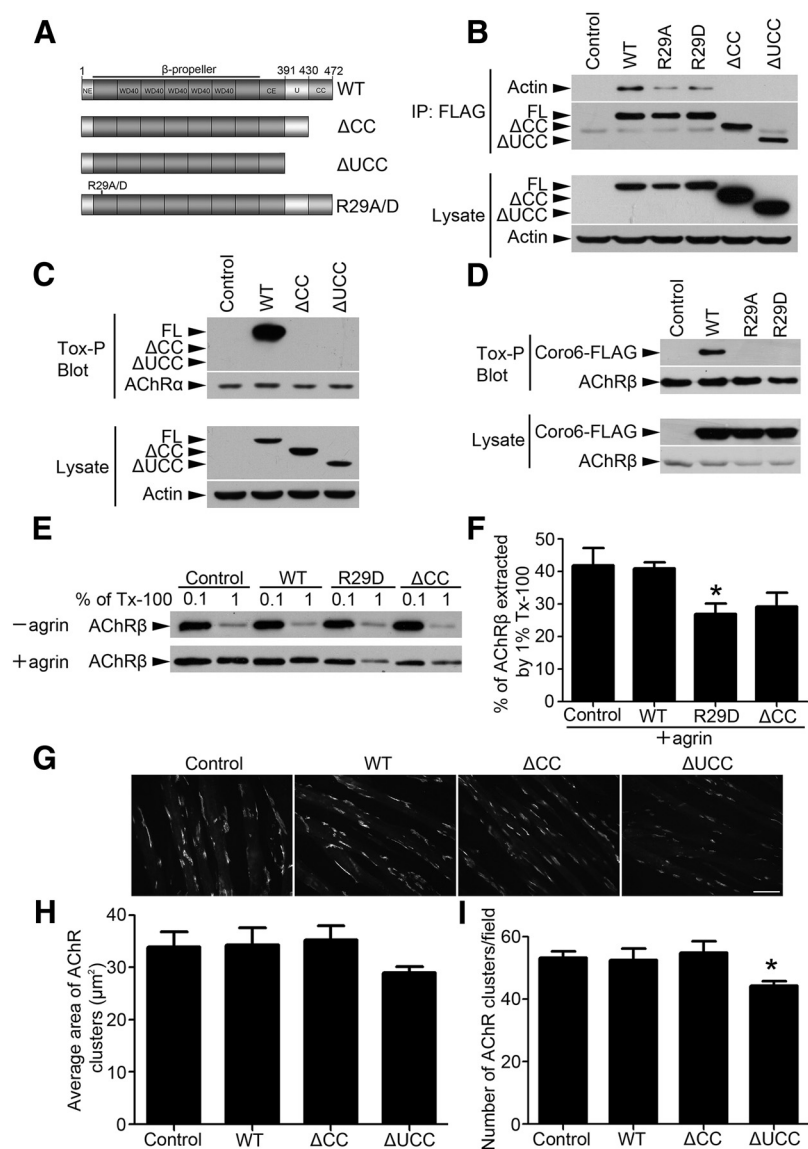 A
1 β-propeller 391 430 472
NE WD40 WD40 WD40 WD40 WD40 CE U CC WT
ΔCC
ΔUCC
R29A/D
R29A/D
B
Control WT R29A R29D ΔCC ΔUCC
Actin
IP: FLAG
FL
ΔCC
ΔUCC
Lysate
FL
ΔCC
ΔUCC
Actin
C
Control WT ΔCC ΔUCC
Tox-P
Blot
FL
ΔCC
ΔUCC
AChRα
Lysate
FL
ΔCC
ΔUCC
Actin
D
Control WT R29A R29D
Tox-P
Blot
Coro6-FLAG
AChRβ
Lysate
Coro6-FLAG
AChRβ
E
Control WT R29D ΔCC
% of Tx-100 0.1 1 0.1 1 0.1 1 0.1 1
−agrin AChRβ
+agrin AChRβ
F
% of AChRβ extracted
by 1% Tx-100
50
40
30
20
10
0
*
Control WT R29D ΔCC
+agrin
G
Control WT ΔCC ΔUCC
H
Average area of AChR
clusters (µm²)
40
30
20
10
0
Control WT ΔCC ΔUCC
I
Number of AChR clusters/field
60
40
20
0
*
Control WT ΔCC ΔUCC